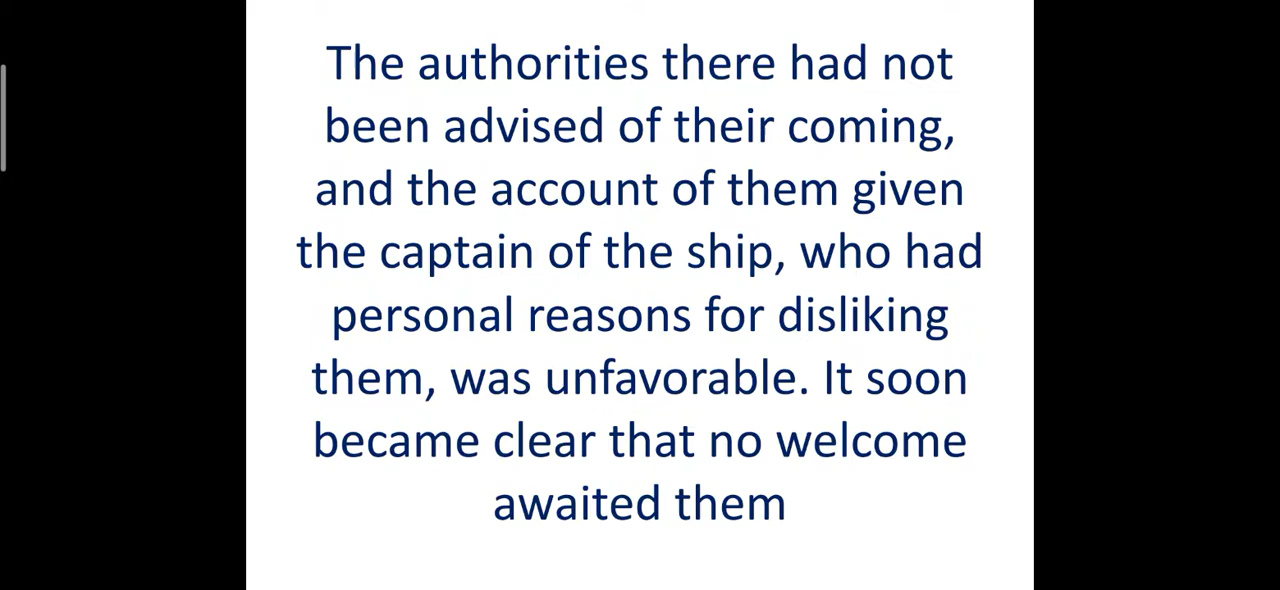 The authorities there had not
been advised of their coming,
and the account of them given
the captain of the ship, who had
personal reasons for disliking
them, was unfavorable. It soon
became clear that no welcome
awaited them